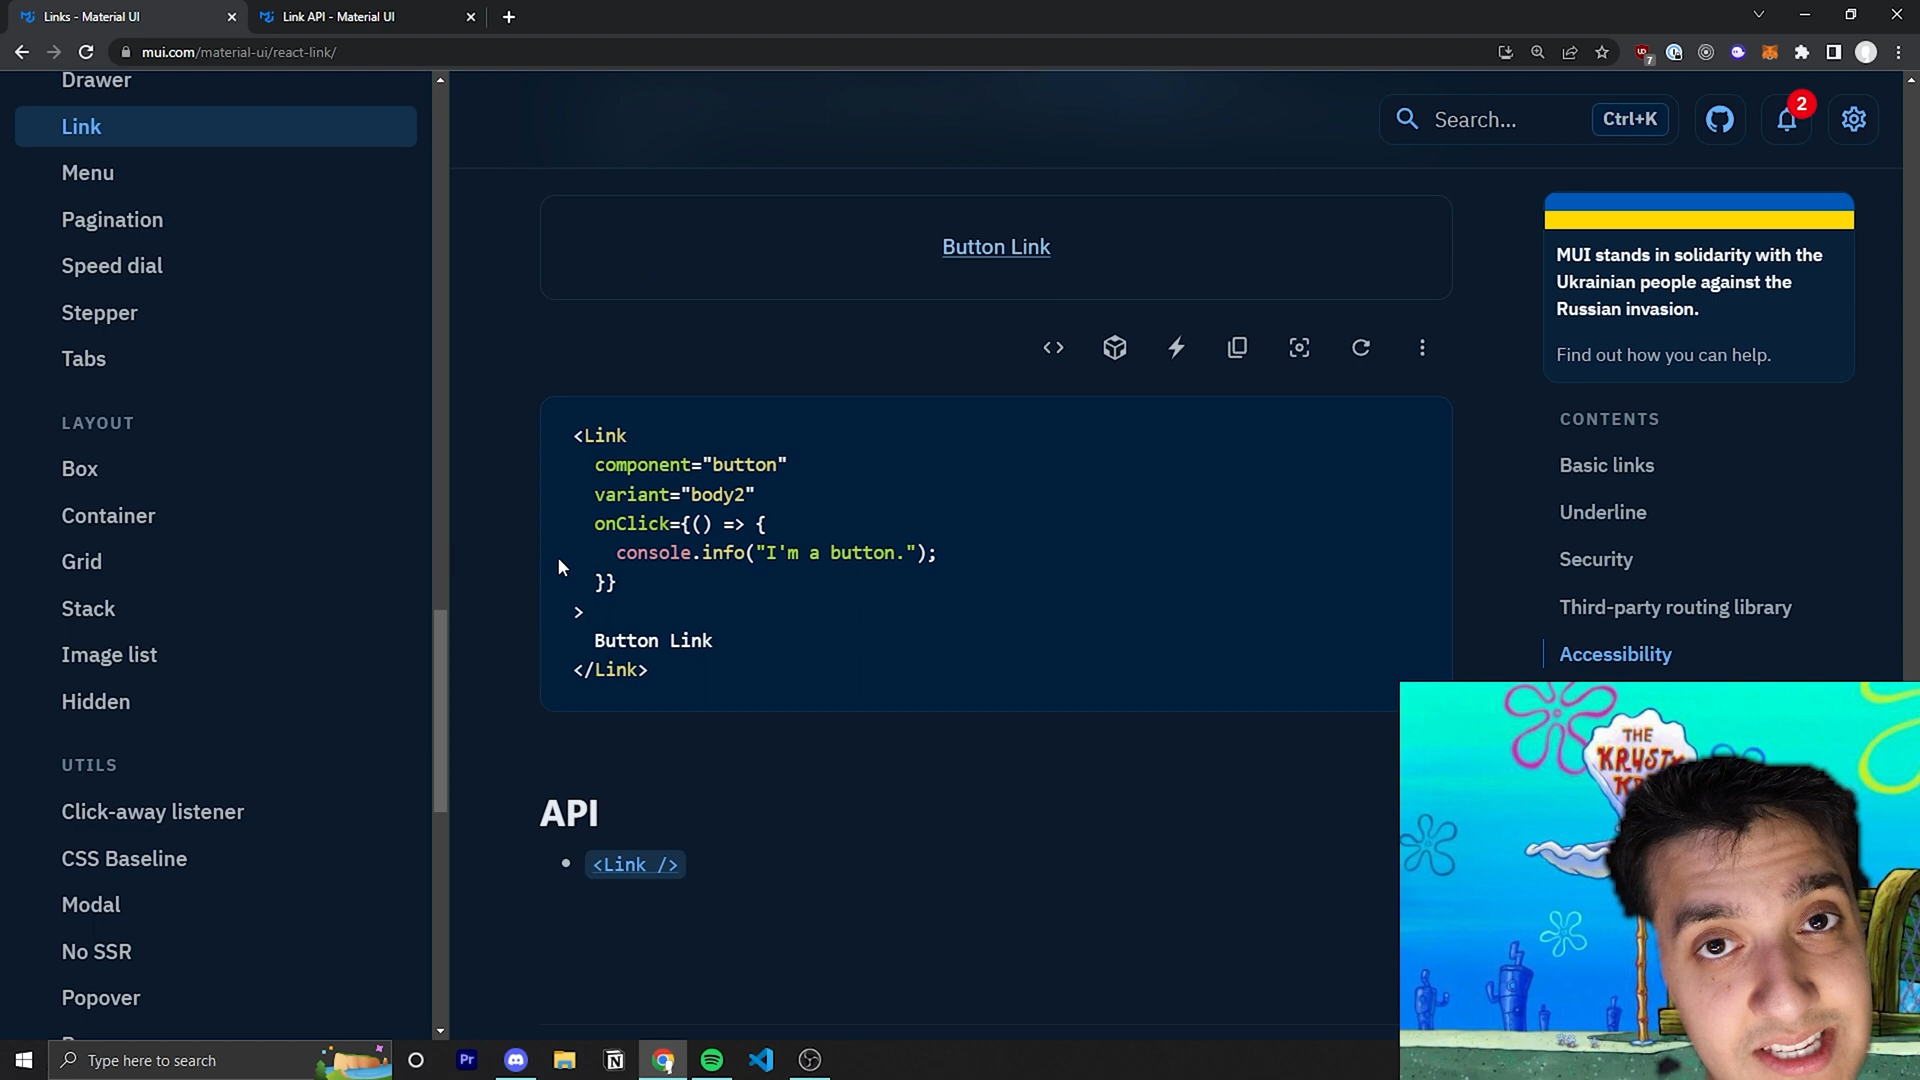 Links - Material UI
Link API - Material UI
mui.com/material-ui/react-link/
7
Drawer
Link
Menu
Pagination
Speed dial
Stepper
Tabs
LAYOUT
Box
Container
Grid
Stack
Image list
Hidden
UTILS
Click-away listener
CSS Baseline
Modal
No SSR
Popover
Search...
Ctrl+K
2
Button Link
<Link
component="button"
variant="body2"
onClick={() => {
console.info("I'm a button.");
}}
>
Button Link
</Link>
API
<Link />
MUI stands in solidarity with the
Ukrainian people against the
Russian invasion.
Find out how you can help.
CONTENTS
Basic links
Underline
Security
Third-party routing library
Accessibility
THE
KRUSTY
Type here to search
Pr